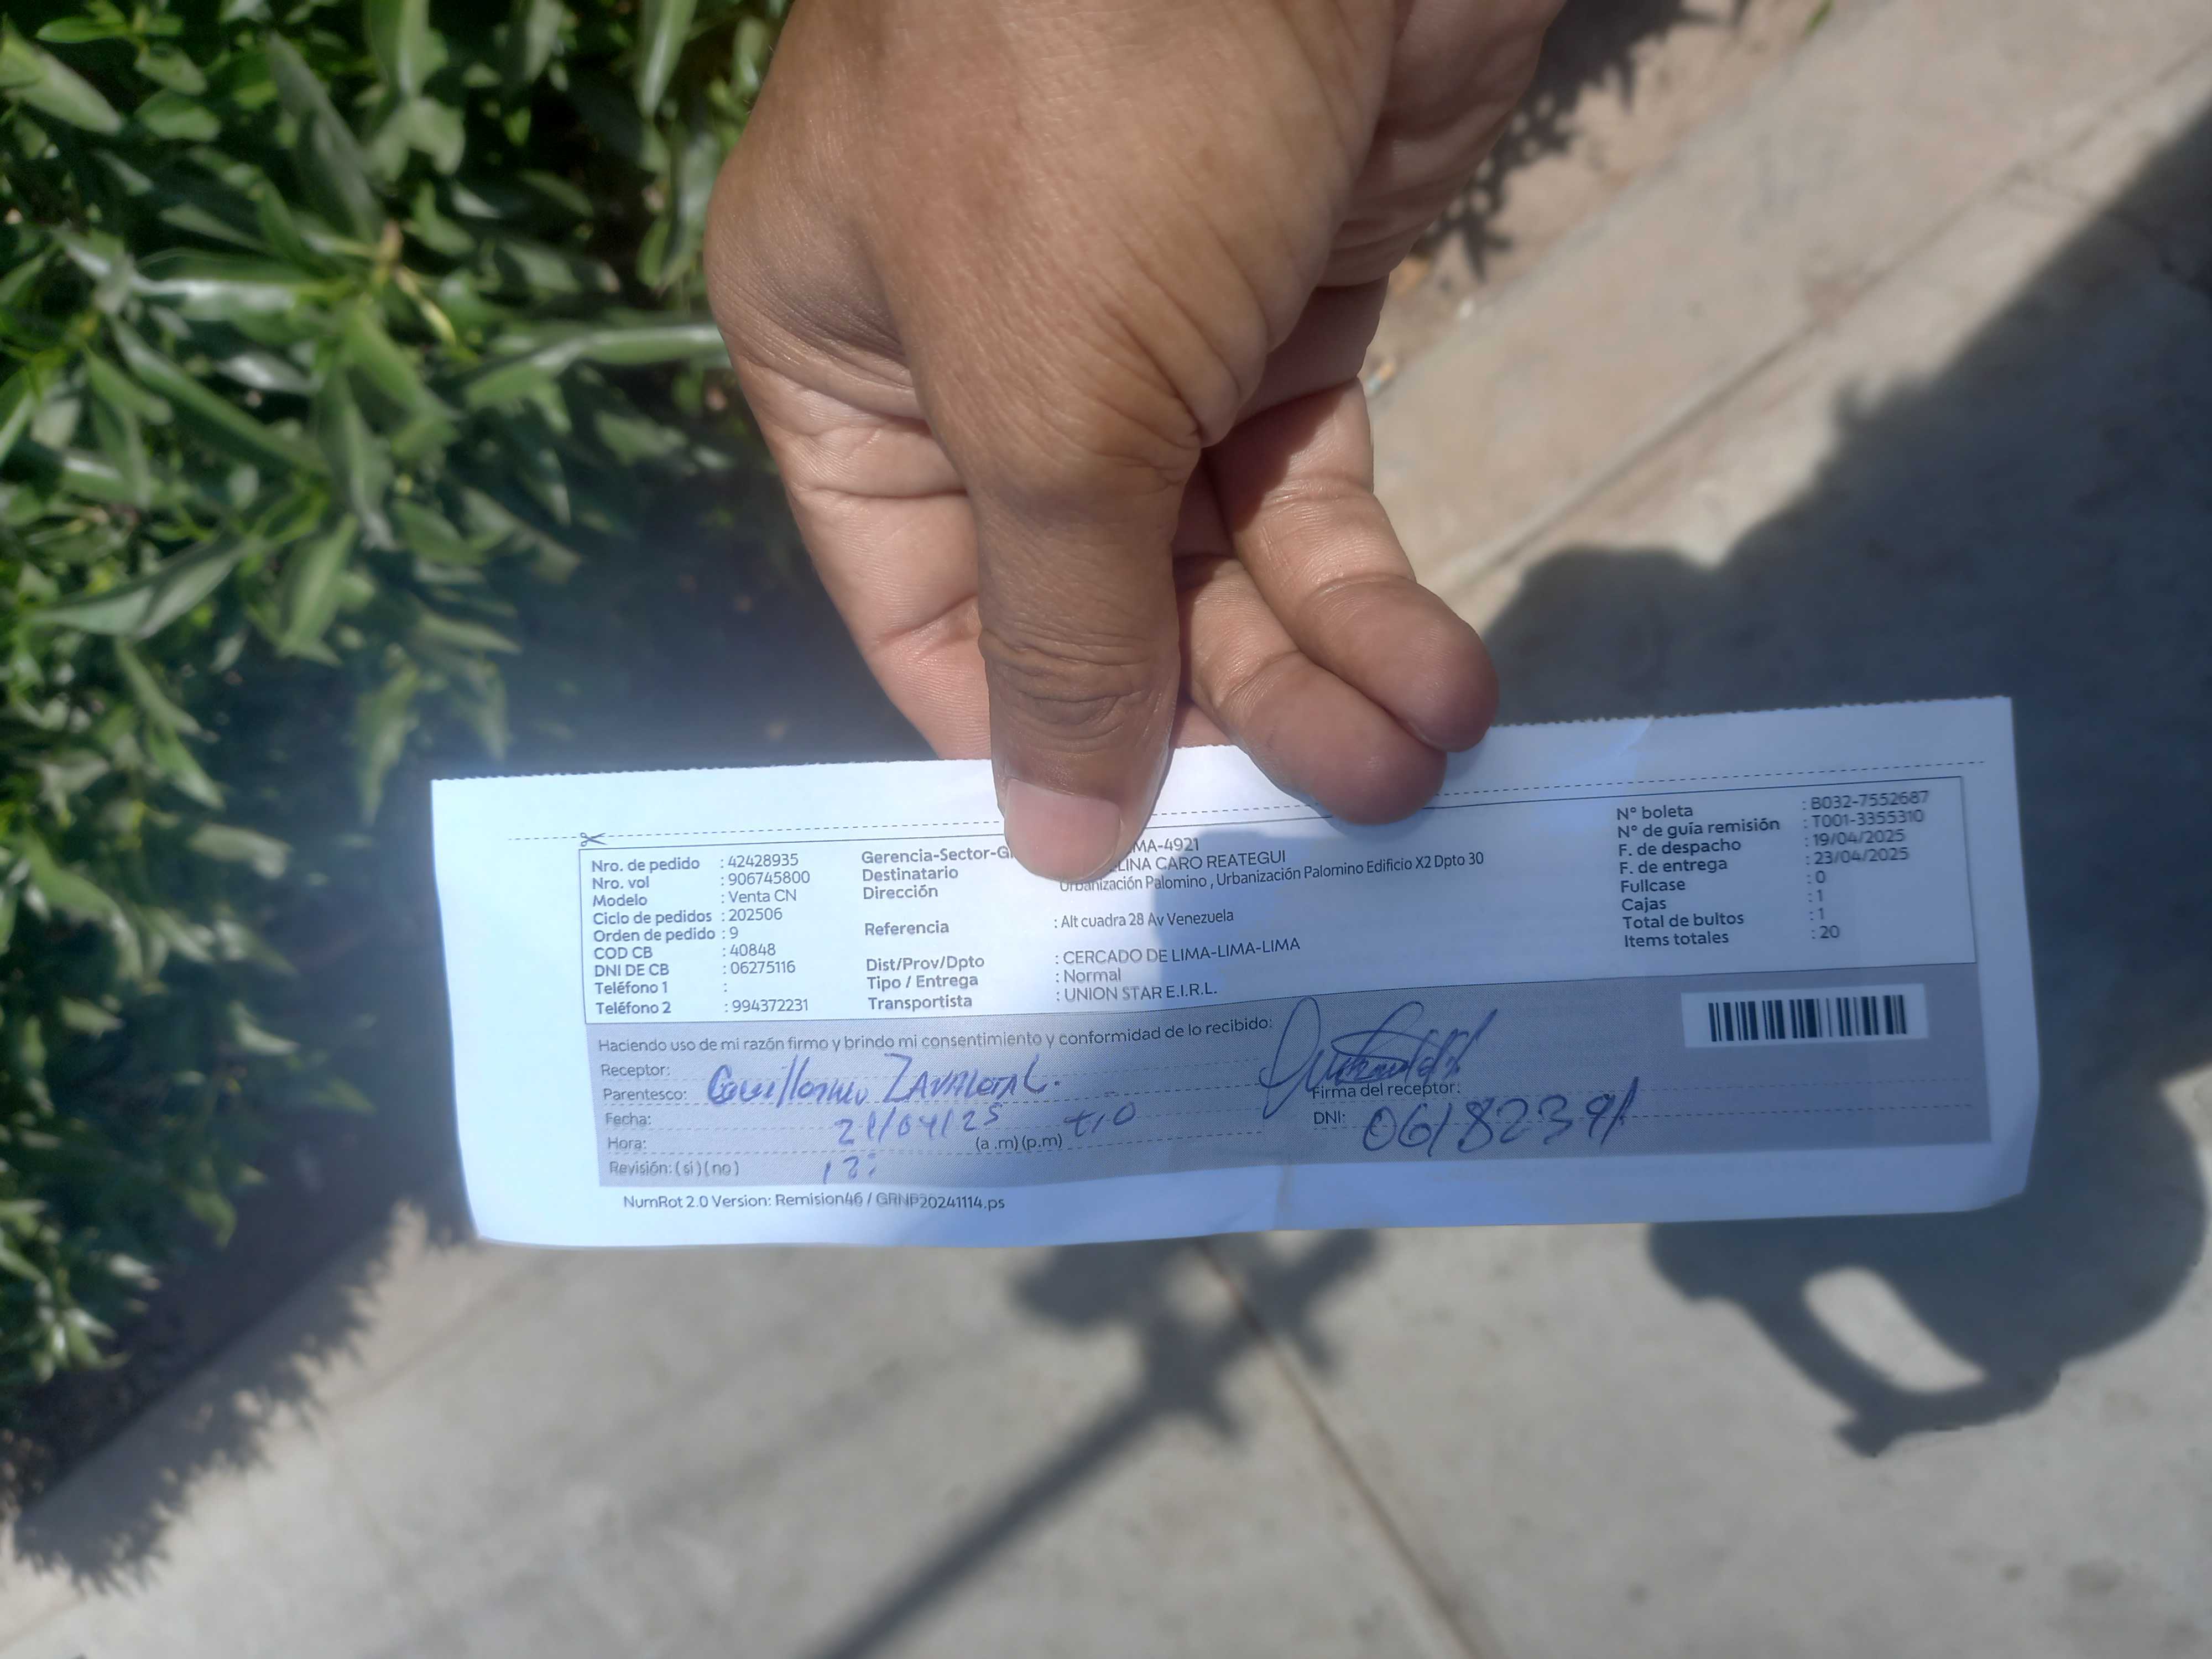 Nro. de pedido : 42428935
Nro. vol : 906745800
Modelo : Venta CN
Ciclo de pedidos : 202506
Orden de pedido : 9
COD CB : 40848
DNI DE CB : 06275116
Teléfono 1 :
Teléfono 2 : 994372231
Gerencia-Sector-G MA-4921
Destinatario LINA CARO REATEGUI
Dirección Urbanización Palomino , Urbanización Palomino Edificio X2 Dpto 30
Referencia : Alt cuadra 28 Av Venezuela
Dist/Prov/Dpto : CERCADO DE LIMA-LIMA-LIMA
Tipo / Entrega : Normal
Transportista : UNION STAR E.I.R.L.
N° boleta : B032-7552687
N° de guía remisión : T001-3355310
F. de despacho : 19/04/2025
F. de entrega : 23/04/2025
Fullcase : 0
Cajas : 1
Total de bultos : 1
Items totales : 20
Haciendo uso de mi razón firmo y brindo mi consentimiento y conformidad de lo recibido:
Receptor:
Parentesco: Guillermo ZAVALETA C.
Fecha: 21/04/25 tio
Hora: (a .m) (p.m)
Revisión: ( si ) ( no )
Firma del receptor:
DNI: 06182391
NumRot 2.0 Version: Remision46 / GRNP20241114.ps